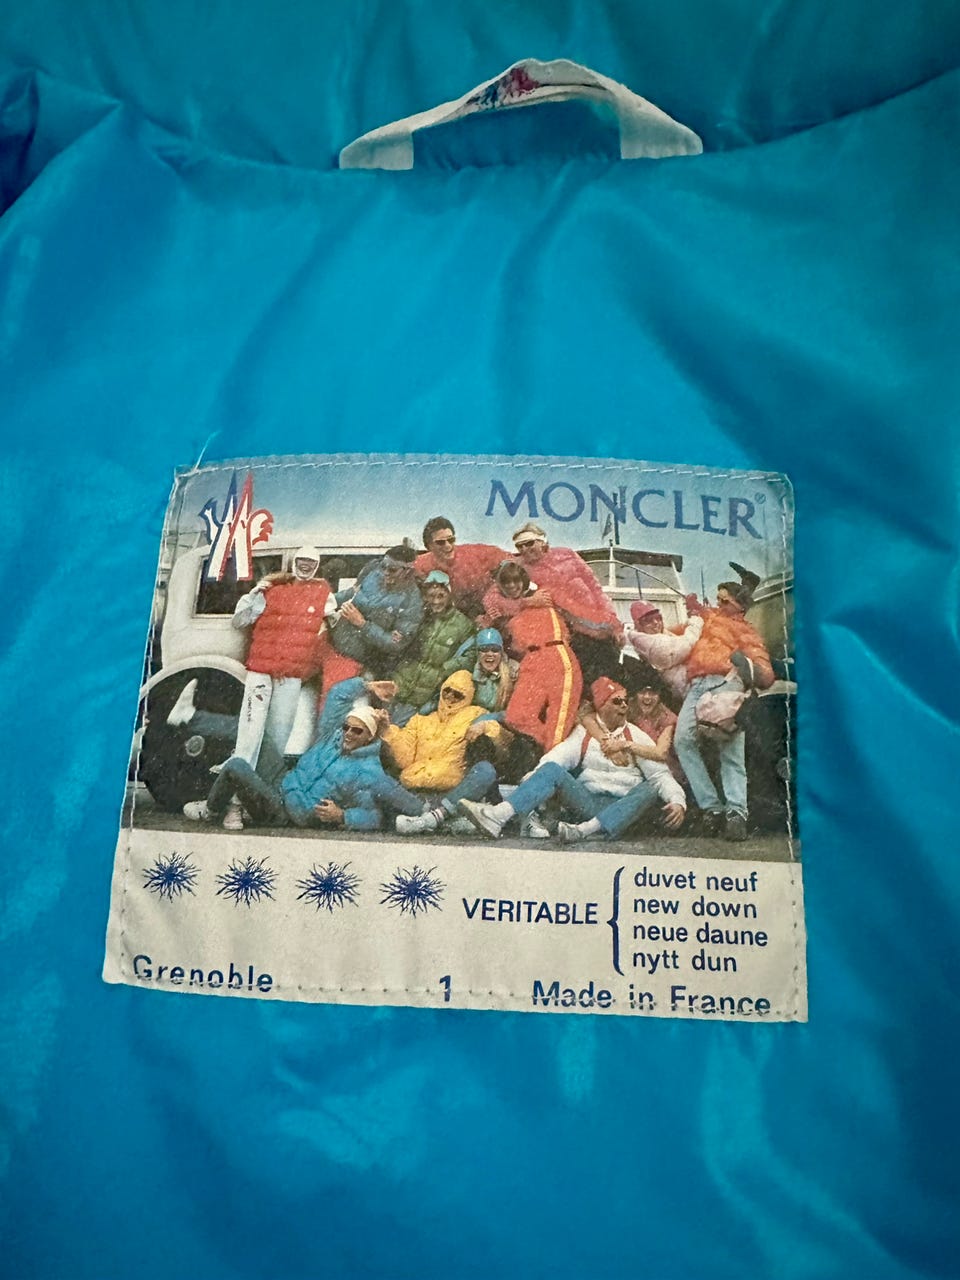 MONCLER®
VERITABLE
duvet neuf
new down
neue daune
nytt dun
Grenoble 1 Made in France